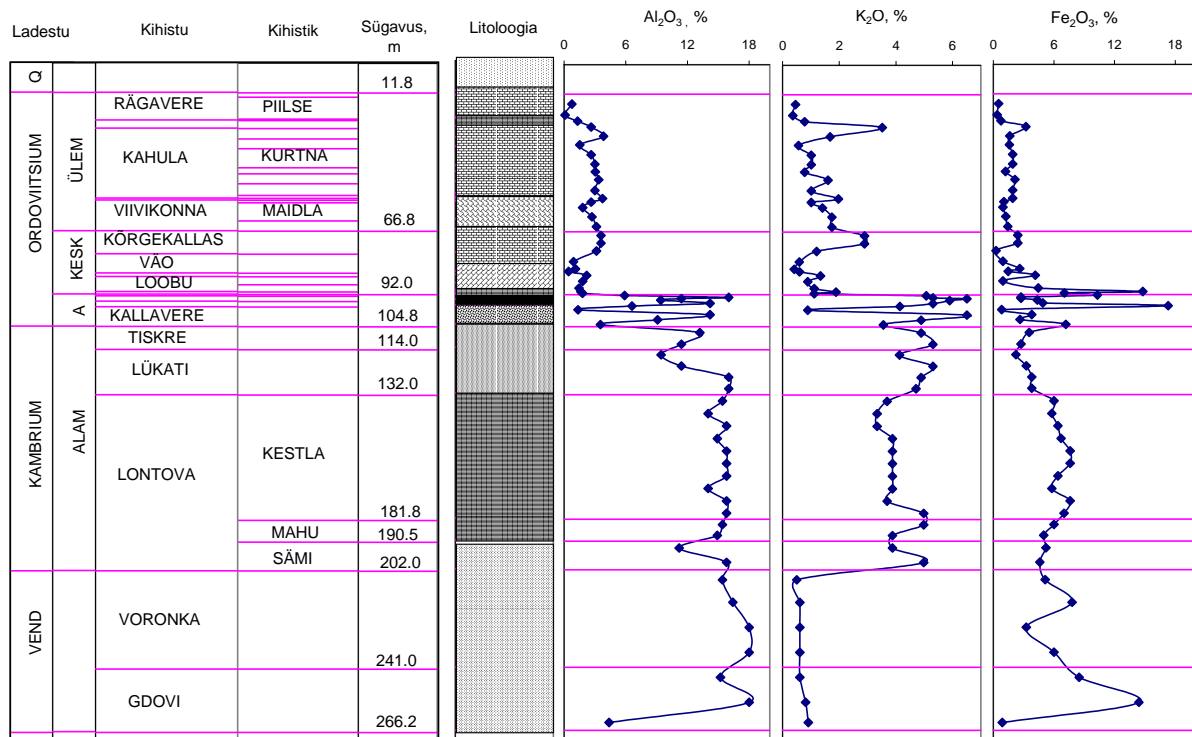 Ladestu Kihistu Kihistik Sügavus, m Litoloogia Al2O3 , % K2O, % Fe2O3, %
0 6 12 18 0 2 4 6 0 6 12 18
Q 11.8
ORDOVIITSIUM
ÜLEM
RÄGAVERE PIILSE
KAHULA KURTNA
VIIVIKONNA MAIDLA 66.8
KESK
KÕRGEKALLAS
VÄO
LOOBU 92.0
A
KALLAVERE 104.8
KAMBRIUM
ALAM
TISKRE 114.0
LÜKATI 132.0
LONTOVA KESTLA 181.8
MAHU 190.5
SÄMI 202.0
VEND
VORONKA 241.0
GDOVI 266.2